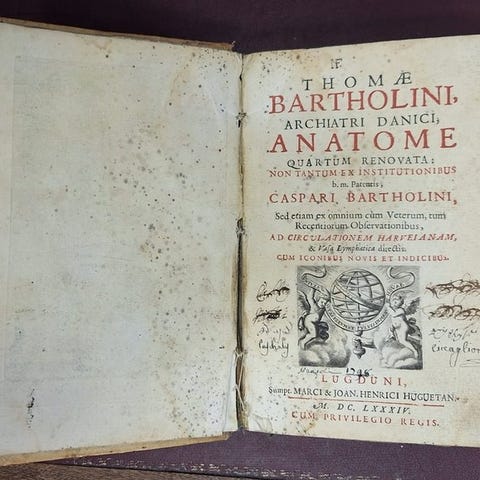 THOMÆ
BARTHOLINI,
ARCHIATRI DANICI,
ANATOME
QUARTUM RENOVATA:
NON TANTUM EX INSTITUTIONIBUS
b. m. Parentis,
CASPARI BARTHOLINI,
Sed etiam ex omnium cùm Veterum, tum
Recentiorum Observationibus,
AD CIRCULATIONEM HARVEIANAM,
& Vasa Lymphatica directis.
CUM ICONIBUS NOVIS ET INDICIBUS.
LUGDUNI,
Sumpt. MARCI & JOAN. HENRICI HUGUETAN.
M. DC. LXXXIV.
CUM PRIVILEGIO REGIS.